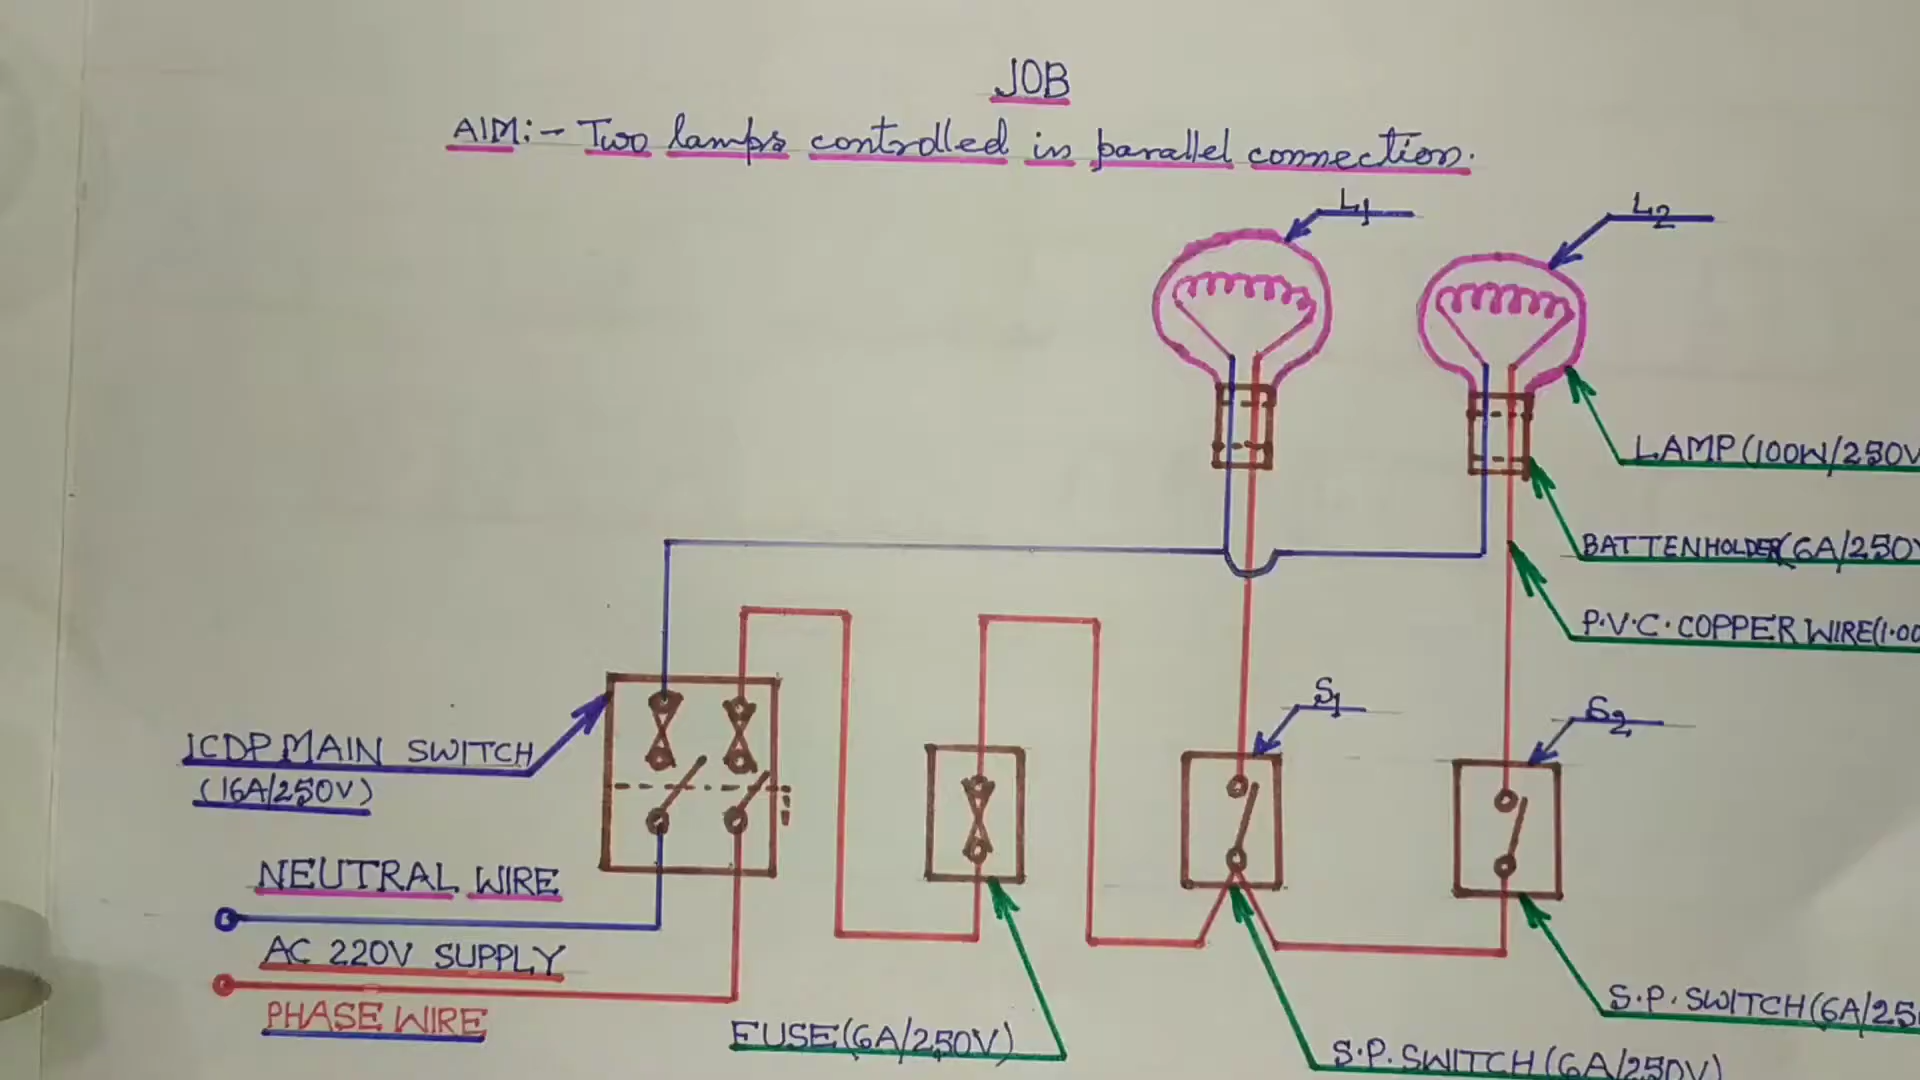 JOB
AIM:- Two lamps controlled in parallel connection.
L1
L2
LAMP(100W/250V
BATTENHOLDER(6A/250V
P.V.C. COPPER WIRE(1.00
S1
S2
ICDP MAIN SWITCH
(16A/250V)
NEUTRAL WIRE
AC 220V SUPPLY
PHASE WIRE
FUSE(6A/250V)
S.P. SWITCH(6A/25
S.P. SWITCH(6A/250V)